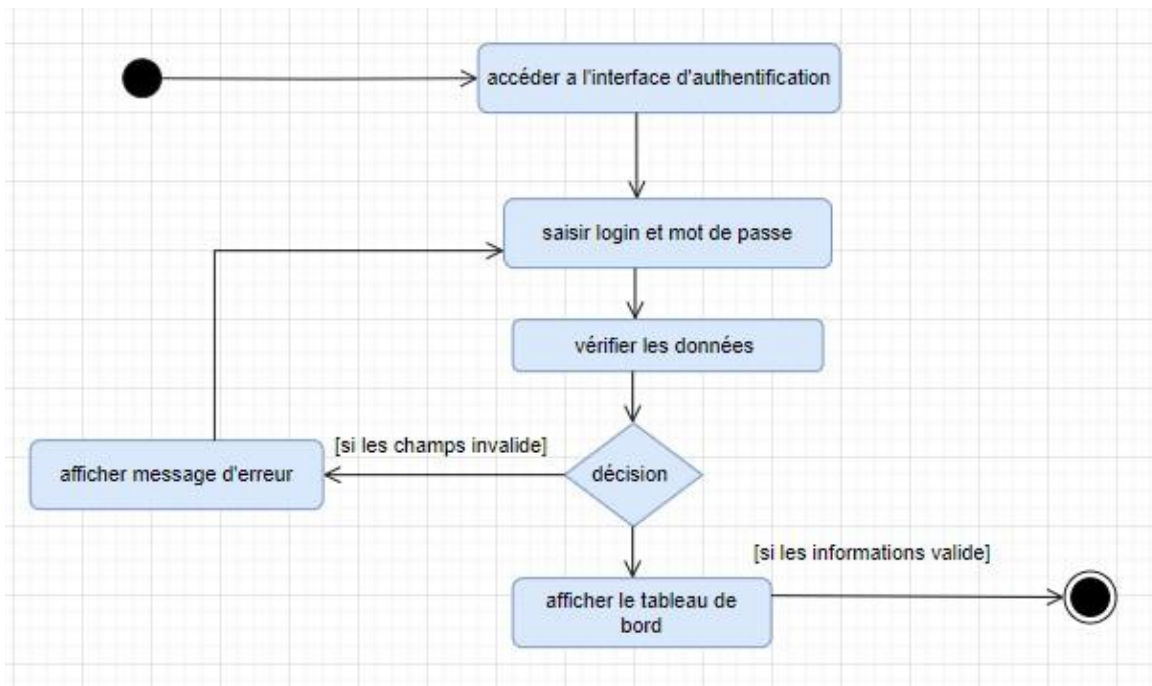 accéder a l'interface d'authentification
saisir login et mot de passe
vérifier les données
[si les champs invalide]
afficher message d'erreur
décision
[si les informations valide]
afficher le tableau de
bord